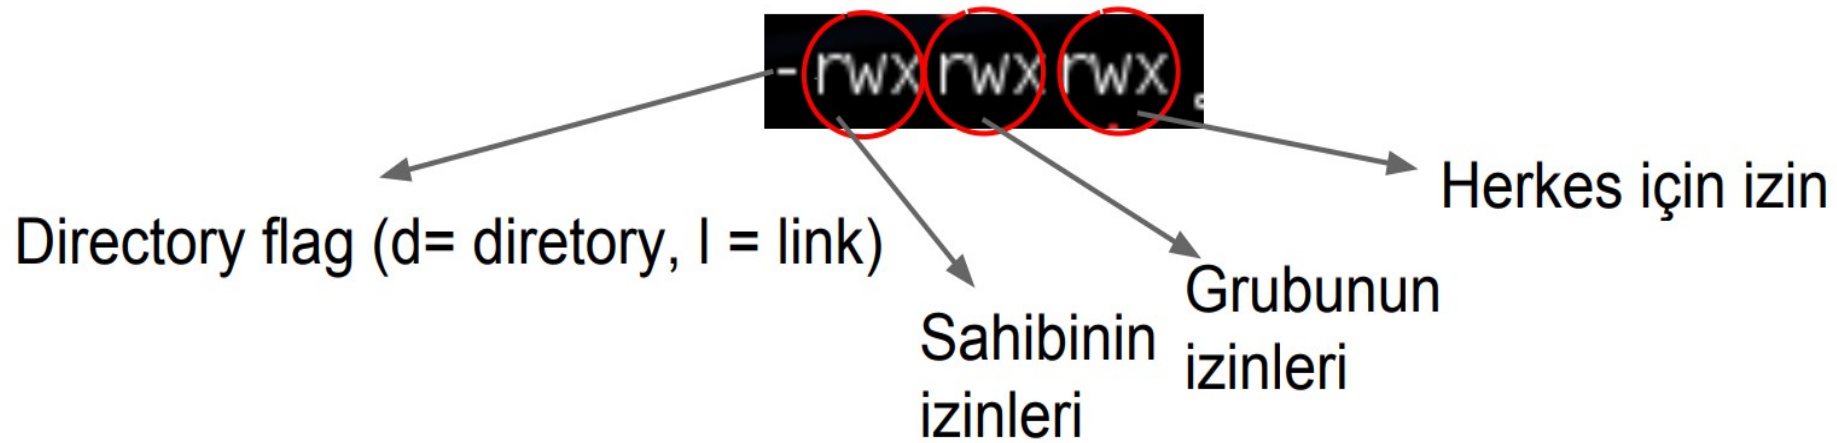 -rwxrwxrwx.
Herkes için izin
Directory flag (d= diretory, l = link)
Grubunun
izinleri
Sahibinin
izinleri